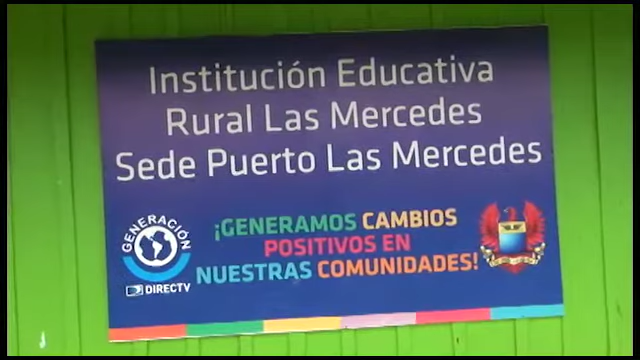 Institución Educativa
Rural Las Mercedes
Sede Puerto Las Mercedes
GENERACIÓN
DIRECTV
¡GENERAMOS CAMBIOS
POSITIVOS EN
NUESTRAS COMUNIDADES!